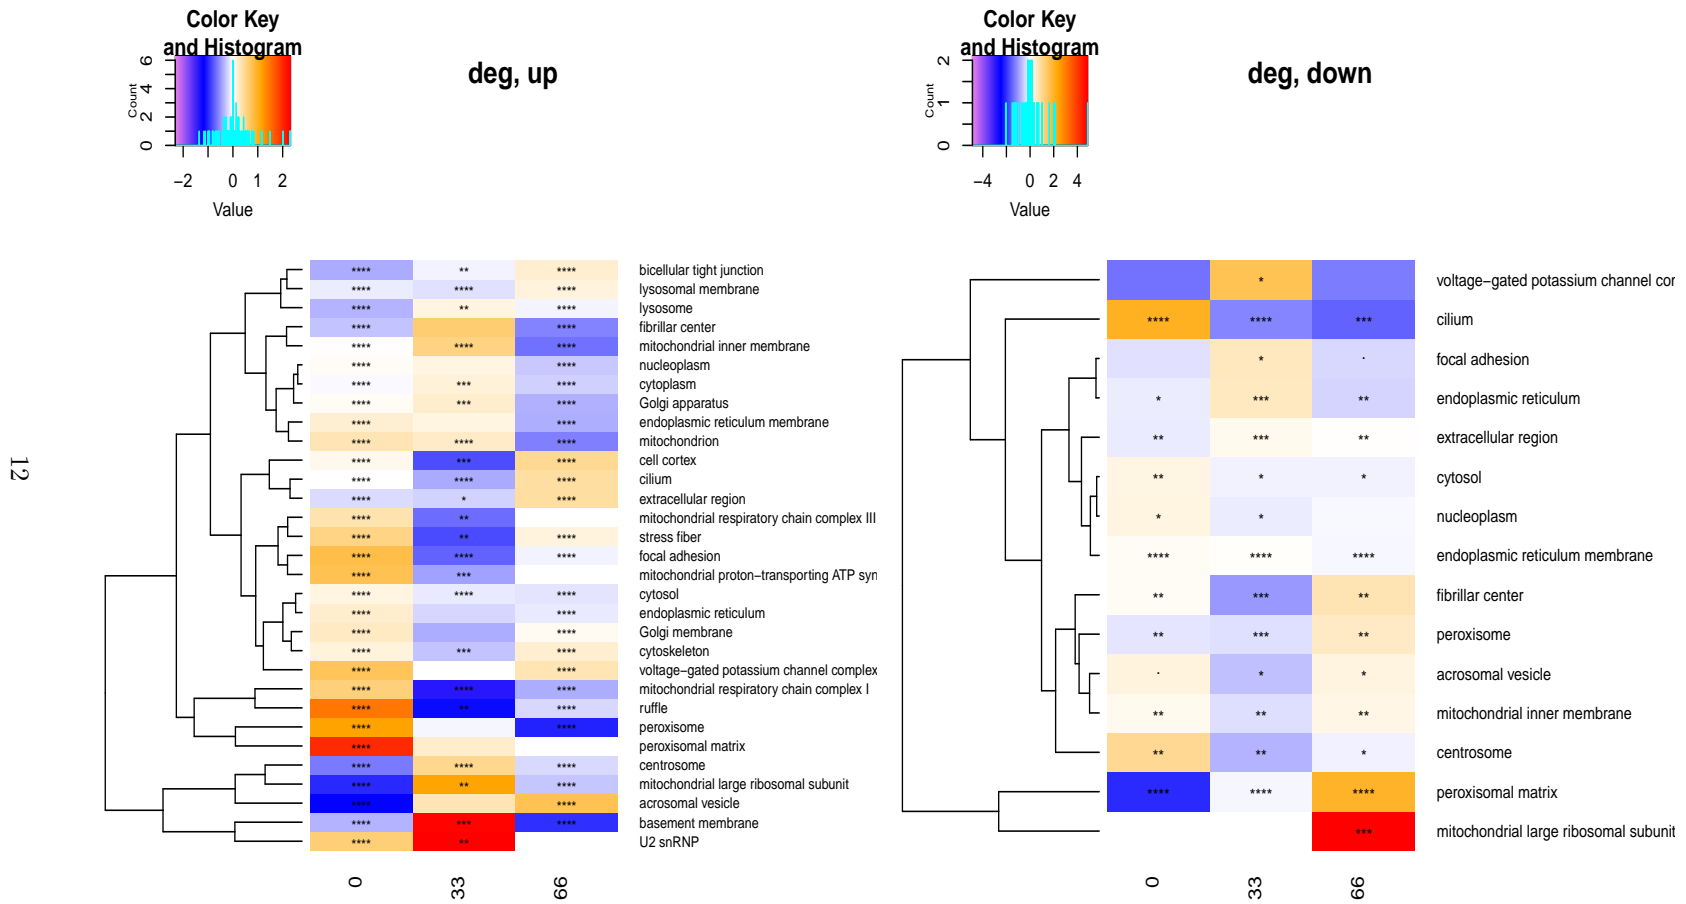 Color Key
and Histogram
Count
0 2 4 6
−2 0 1 2
Value
deg, up
**** ** **** bicellular tight junction
**** **** **** lysosomal membrane
**** ** **** lysosome
**** **** fibrillar center
**** **** **** mitochondrial inner membrane
**** **** nucleoplasm
**** *** **** cytoplasm
**** *** **** Golgi apparatus
**** **** endoplasmic reticulum membrane
**** **** **** mitochondrion
**** *** **** cell cortex
**** **** **** cilium
**** * **** extracellular region
**** ** mitochondrial respiratory chain complex III
**** ** **** stress fiber
**** **** **** focal adhesion
**** *** mitochondrial proton−transporting ATP syn
**** **** **** cytosol
**** **** endoplasmic reticulum
**** **** Golgi membrane
**** *** **** cytoskeleton
**** **** voltage−gated potassium channel complex
**** **** **** mitochondrial respiratory chain complex I
**** ** **** ruffle
**** **** peroxisome
**** peroxisomal matrix
**** **** **** centrosome
**** ** **** mitochondrial large ribosomal subunit
**** **** acrosomal vesicle
**** *** **** basement membrane
**** ** U2 snRNP
0 33 66
Color Key
and Histogram
Count
0 1 2
−4 0 2 4
Value
deg, down
* voltage−gated potassium channel cor
**** **** *** cilium
* . focal adhesion
* *** ** endoplasmic reticulum
** *** ** extracellular region
** * * cytosol
* * nucleoplasm
**** **** **** endoplasmic reticulum membrane
** *** ** fibrillar center
** *** ** peroxisome
. * * acrosomal vesicle
** ** ** mitochondrial inner membrane
** ** * centrosome
**** **** **** peroxisomal matrix
*** mitochondrial large ribosomal subunit
0 33 66
12